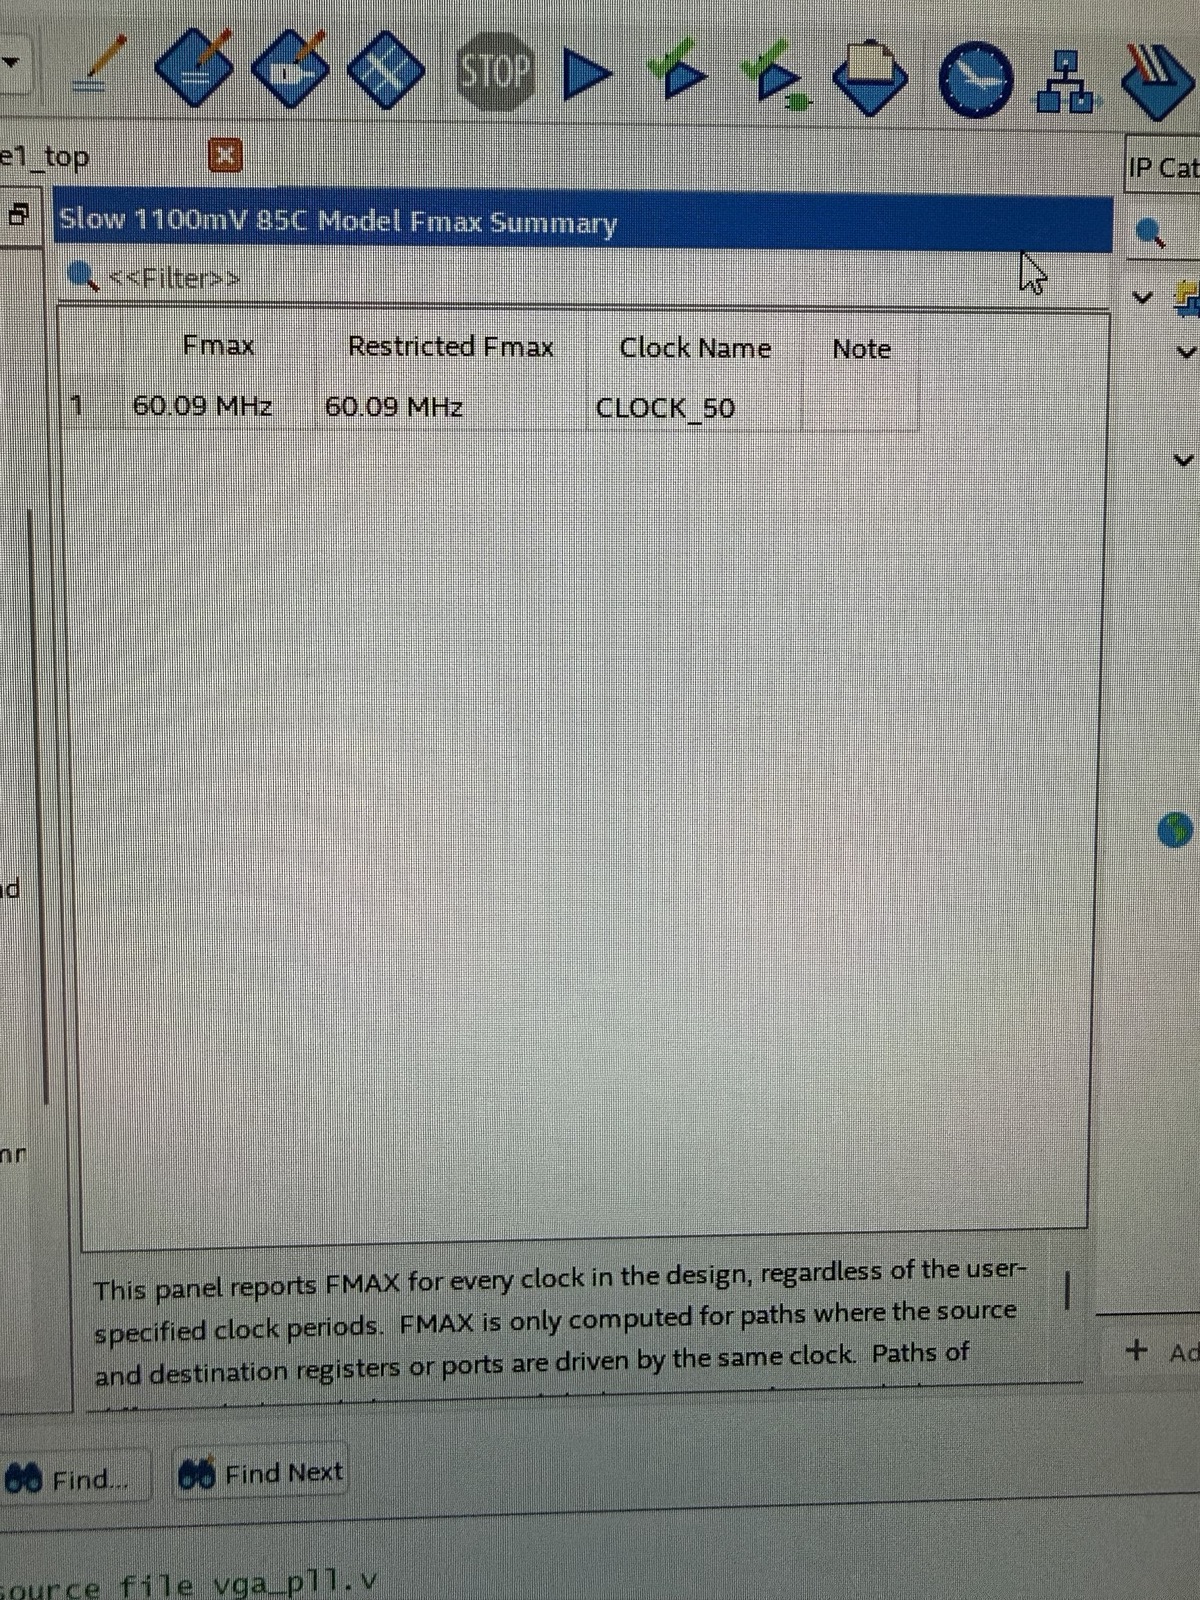 STOP
e1_top
IP Cat
Slow 1100mV 85C Model Fmax Summary
<<Filter>>
Fmax Restricted Fmax Clock Name Note
1 60.09 MHz 60.09 MHz CLOCK_50
nd
nr
This panel reports FMAX for every clock in the design, regardless of the user-
specified clock periods. FMAX is only computed for paths where the source
and destination registers or ports are driven by the same clock. Paths of
+ Ad
Find... Find Next
source file vga_pll.v